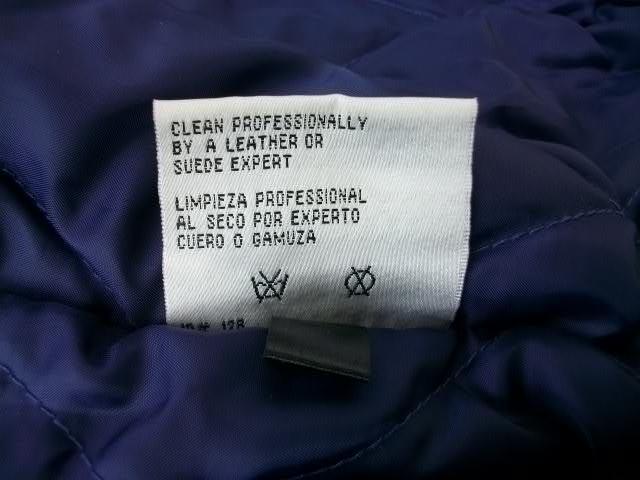 CLEAN PROFESSIONALLY
BY A LEATHER OR
SUEDE EXPERT
LIMPIEZA PROFESSIONAL
AL SECO POR EXPERTO
CUERO O GAMUZA